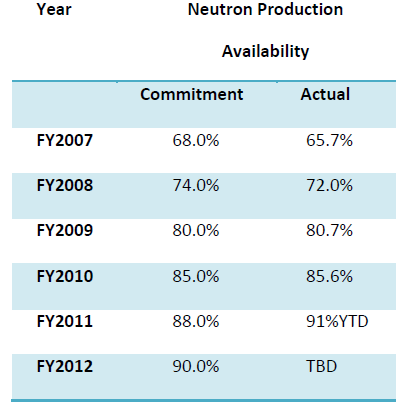 Year Neutron Production
Availability
Commitment Actual
FY2007 68.0% 65.7%
FY2008 74.0% 72.0%
FY2009 80.0% 80.7%
FY2010 85.0% 85.6%
FY2011 88.0% 91%YTD
FY2012 90.0% TBD